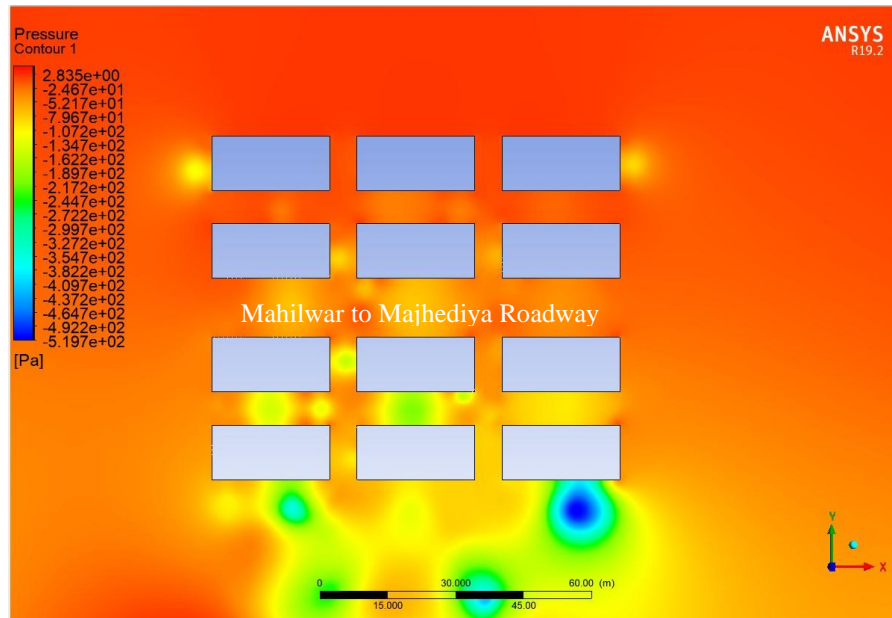 Pressure
Contour 1
ANSYS
R19.2
2.835e+00
-2.467e+01
-5.217e+01
-7.967e+01
-1.072e+02
-1.347e+02
-1.622e+02
-1.897e+02
-2.172e+02
-2.447e+02
-2.722e+02
-2.997e+02
-3.272e+02
-3.547e+02
-3.822e+02
-4.097e+02
-4.372e+02
-4.647e+02
-4.922e+02
-5.197e+02
[Pa]
Mahilwar to Majhediya Roadway
Y
X
0 30.000 60.00 (m)
15.000 45.00